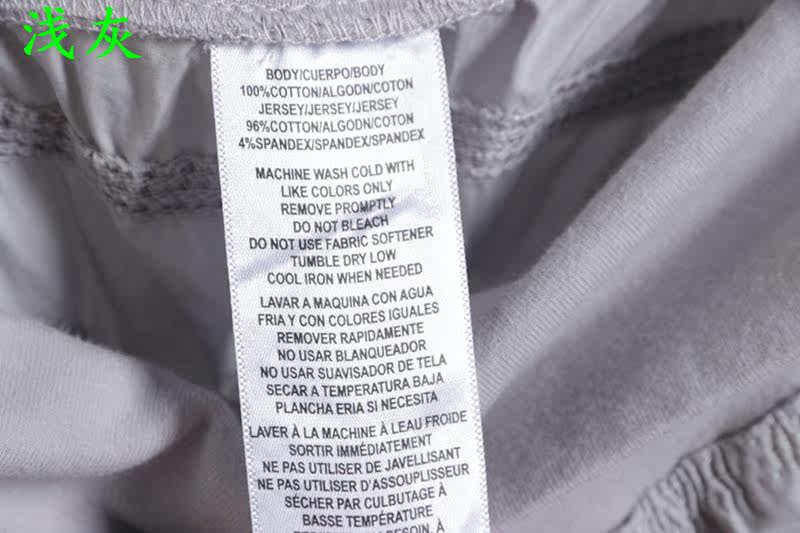 浅灰
BODY/CUERPO/BODY
100%COTTON/ALGODN/COTON
JERSEY/JERSEY/JERSEY
96%COTTON/ALGODN/COTON
4%SPANDEX/SPANDEX/SPANDEX
MACHINE WASH COLD WITH
LIKE COLORS ONLY
REMOVE PROMPTLY
DO NOT BLEACH
DO NOT USE FABRIC SOFTENER
TUMBLE DRY LOW
COOL IRON WHEN NEEDED
LAVAR A MAQUINA CON AGUA
FRIA Y CON COLORES IGUALES
REMOVER RAPIDAMENTE
NO USAR BLANQUEADOR
NO USAR SUAVISADOR DE TELA
SECAR A TEMPERATURA BAJA
PLANCHA ERIA SI NECESITA
LAVER À LA MACHINE À LEAU FROIDE
SORTIR IMMÉDIATEMENT
NE PAS UTILISER DE JAVELLISANT
NE PAS UTILISER D'ASSOUPLISSEUR
SÉCHER PAR CULBUTAGE À
BASSE TEMPÉRATURE
BESOIN, À